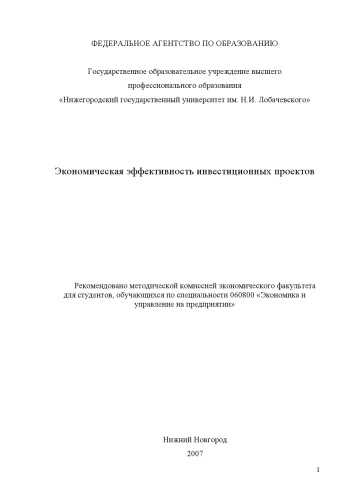 ФЕДЕРАЛЬНОЕ АГЕНТСТВО ПО ОБРАЗОВАНИЮ
Государственное образовательное учреждение высшего
профессионального образования
«Нижегородский государственный университет им. Н.И. Лобачевского»
Экономическая эффективность инвестиционных проектов
Рекомендовано методической комиссией экономического факультета
для студентов, обучающихся по специальности 060800 «Экономика и
управление на предприятии»
Нижний Новгород
2007
1